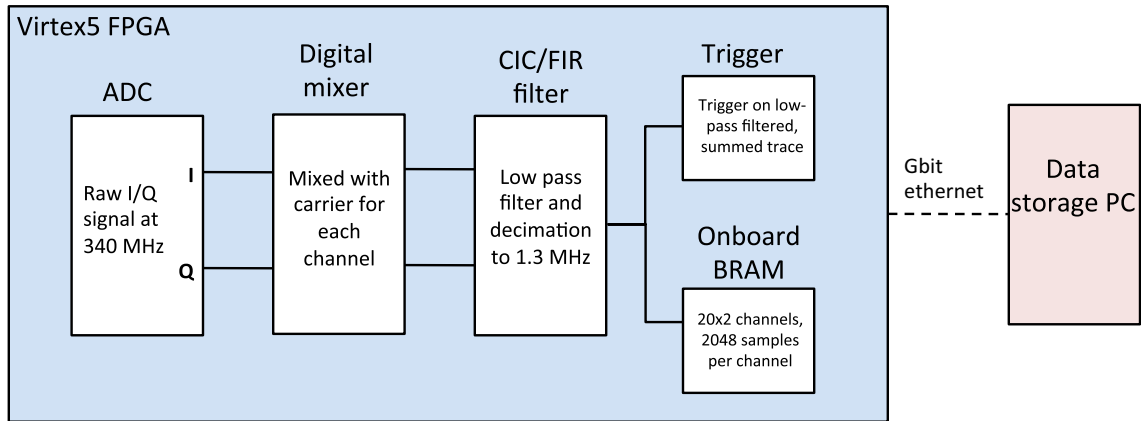 Virtex5 FPGA
ADC
Raw I/Q
signal at
340 MHz
I
Q
Digital
mixer
Mixed with
carrier for
each
channel
CIC/FIR
filter
Low pass
filter and
decimation
to 1.3 MHz
Trigger
Trigger on low-
pass filtered,
summed trace
Onboard
BRAM
20x2 channels,
2048 samples
per channel
Gbit
ethernet
Data
storage PC